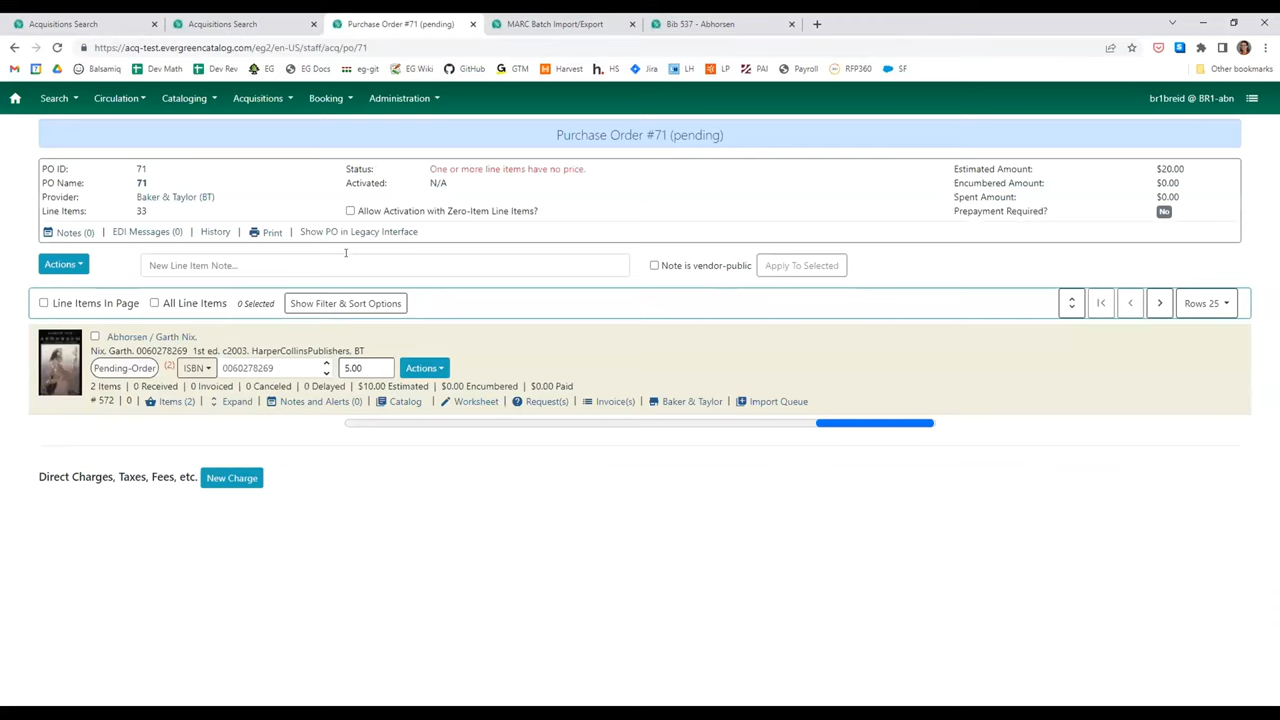 Acquisitions Search
Acquisitions Search
Purchase Order #71 (pending)
MARC Batch Import/Export
Bib 537 - Abhorsen
https://acq-test.evergreencatalog.com/eg2/en-US/staff/acq/po/71
Balsamiq
Dev Math
Dev Rev
EG
EG Docs
eg-git
EG Wiki
GitHub
GTM
Harvest
HS
Jira
LH
LP
PAI
Payroll
RFP360
SF
Other bookmarks
Search
Circulation
Cataloging
Acquisitions
Booking
Administration
br1breid @ BR1-abn
Purchase Order #71 (pending)
PO ID: 71 Status: One or more line items have no price. Estimated Amount: $20.00
PO Name: 71 Activated: N/A Encumbered Amount: $0.00
Provider: Baker & Taylor (BT) Spent Amount: $0.00
Line Items: 33 Allow Activation with Zero-Item Line Items? Prepayment Required? No
Notes (0) | EDI Messages (0) | History | Print | Show PO in Legacy Interface
Actions New Line Item Note... Note is vendor-public Apply To Selected
Line Items In Page All Line Items 0 Selected Show Filter & Sort Options Rows 25
Abhorsen / Garth Nix.
Nix, Garth. 0060278269 1st ed. c2003. HarperCollinsPublishers, BT
Pending-Order (2) ISBN 0060278269 5.00 Actions
2 Items | 0 Received | 0 Invoiced | 0 Canceled | 0 Delayed | $10.00 Estimated | $0.00 Encumbered | $0.00 Paid
# 572 | 0 | Items (2) | Expand | Notes and Alerts (0) | Catalog | Worksheet | Request(s) | Invoice(s) | Baker & Taylor | Import Queue
Direct Charges, Taxes, Fees, etc. New Charge